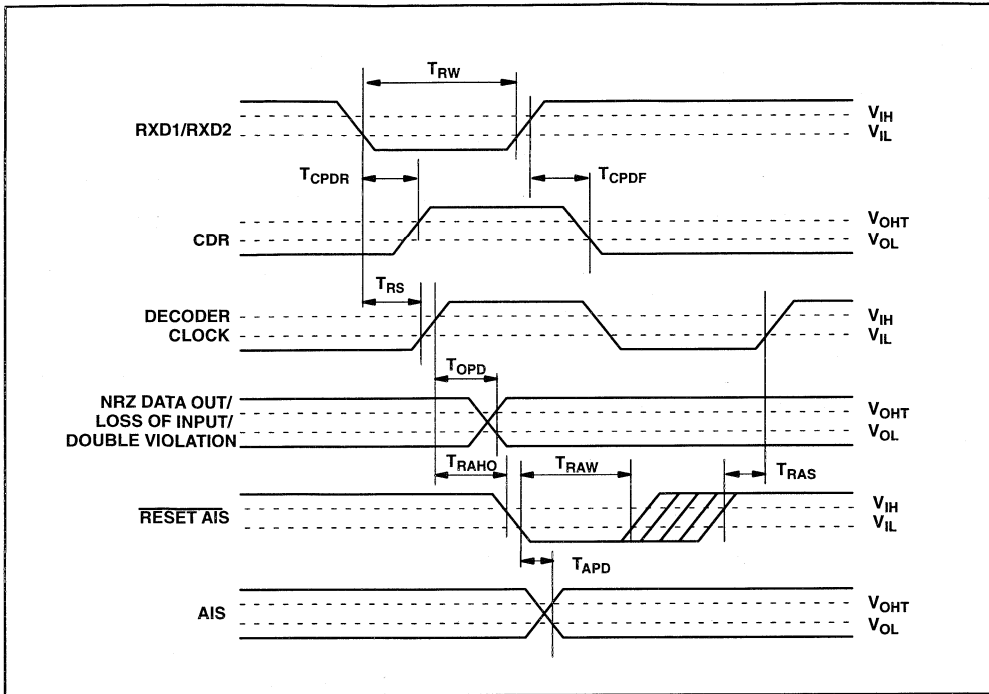 TRW
RXD1/RXD2
VIH
VIL
TCPDR
TCPDF
CDR
VOHT
VOL
TRS
DECODER
CLOCK
VIH
VIL
TOPD
NRZ DATA OUT/
LOSS OF INPUT/
DOUBLE VIOLATION
VOHT
VOL
TRAHO
TRAW
TRAS
RESET AIS
VIH
VIL
TAPD
AIS
VOHT
VOL